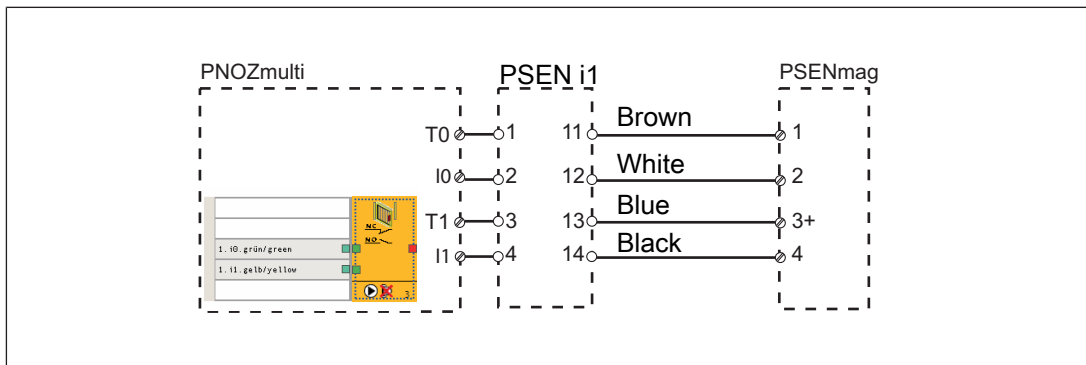 PNOZmulti PSEN i1 PSENmag
T0 1 11 Brown 1
I0 2 12 White 2
T1 3 13 Blue 3+
I1 4 14 Black 4
NC
NO
1.i0.grün/green
1.i1.gelb/yellow
3